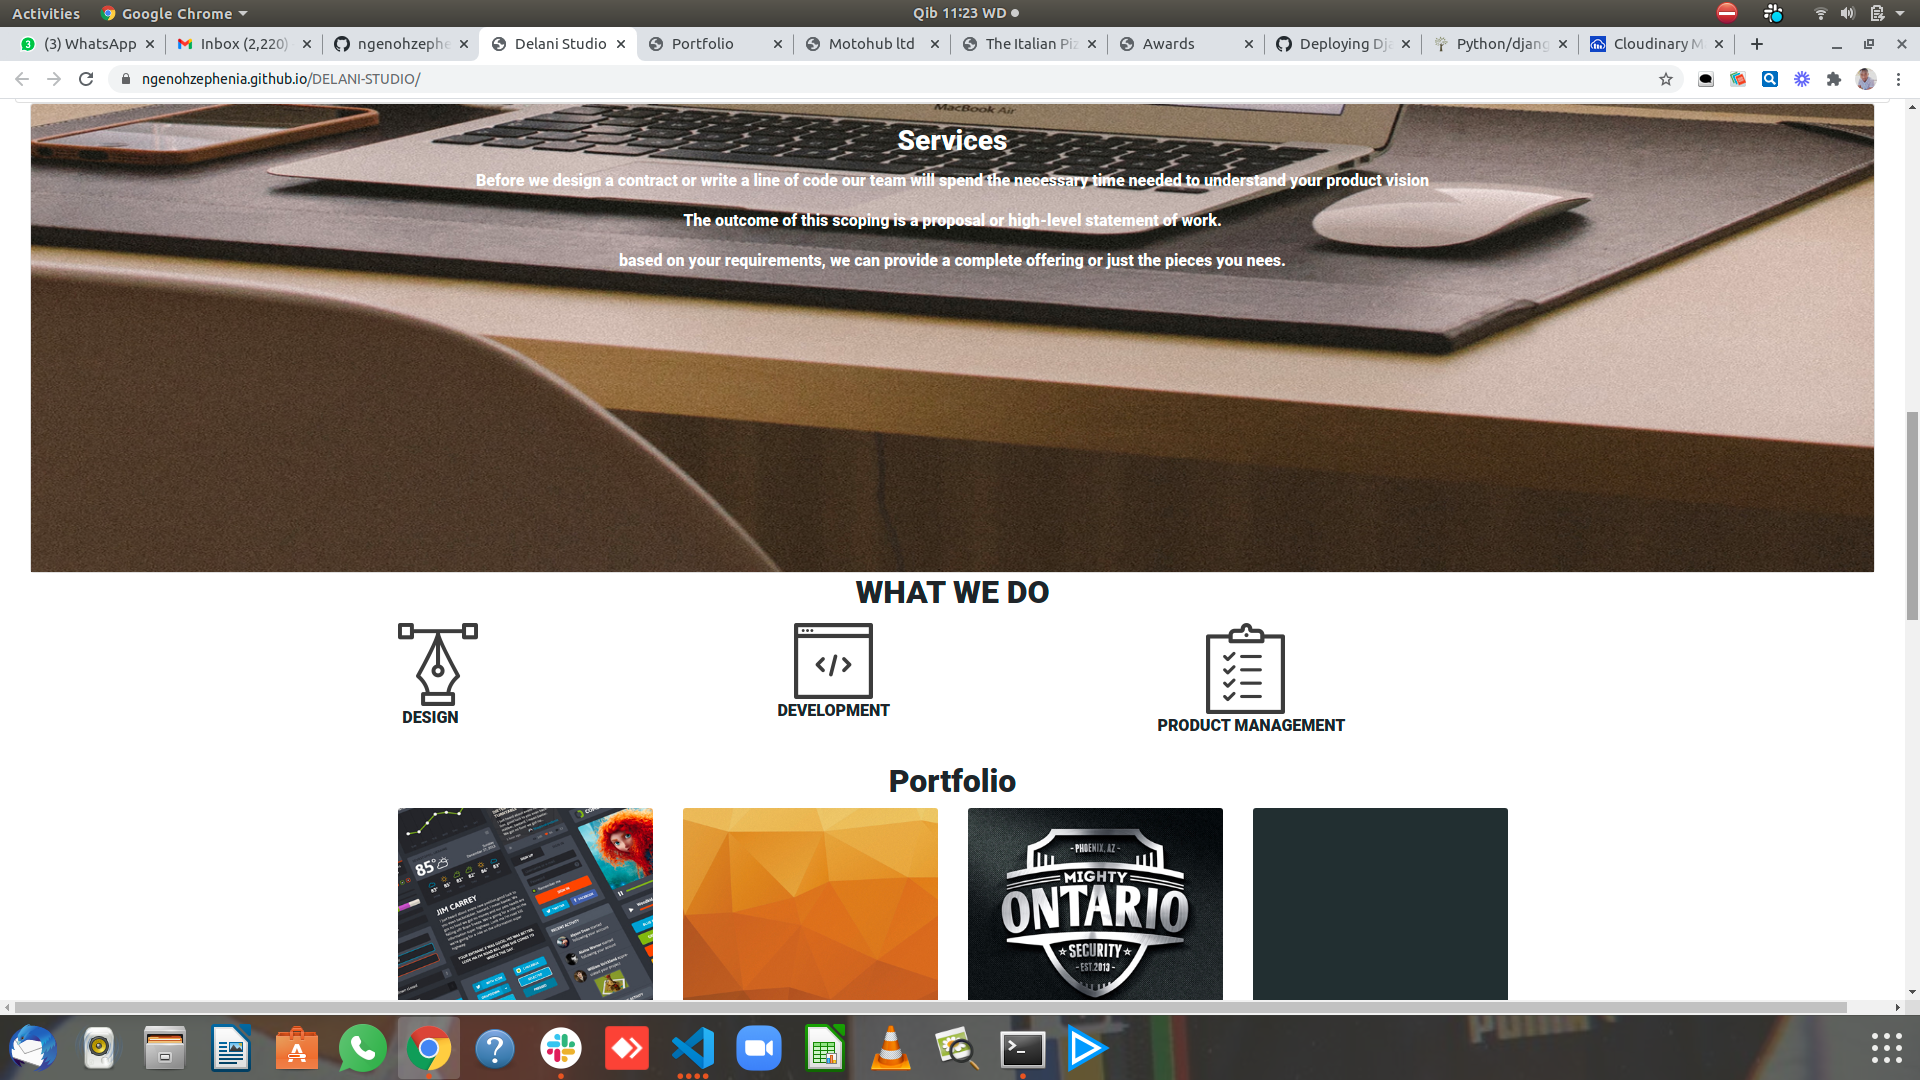 Activities
Google Chrome
Qib 11:23 WD
(3) WhatsApp
Inbox (2,220)
ngenohzephe
Delani Studio
Portfolio
Motohub ltd
The Italian Piz
Awards
Deploying Dja
Python/djang
Cloudinary M
ngenohzephenia.github.io/DELANI-STUDIO/
MacBook Air
Services
Before we design a contract or write a line of code our team will spend the necessary time needed to understand your product vision
The outcome of this scoping is a proposal or high-level statement of work.
based on your requirements, we can provide a complete offering or just the pieces you nees.
WHAT WE DO
DESIGN
DEVELOPMENT
PRODUCT MANAGEMENT
Portfolio
85°
JIM CARREY
RECENT ACTIVITY
- PHOENIX, AZ -
MIGHTY
ONTARIO
SECURITY
- EST.2013 -